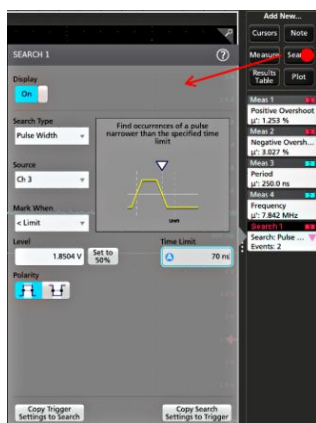 SEARCH 1
Display
On
Search Type
Pulse Width
Source
Ch 3
Mark When
< Limit
Level
1.8504 V
Set to
50%
Polarity
Find occurrences of a pulse
narrower than the specified time
limit
Limit
Time Limit
70 ns
Copy Trigger
Settings to Search
Copy Search
Settings to Trigger
Add
New...
Cursors
Note
Measure
Results
Table
Plot
Meas 1
Positive Overshoot
µ': 1.253 %
Meas 2
Negative Oversh...
µ': 3.027 %
Meas 3
Period
µ': 250.0 ns
Meas 4
Frequency
µ': 7.842 MHz
Search 1
Search: Pulse ...
Events: 2